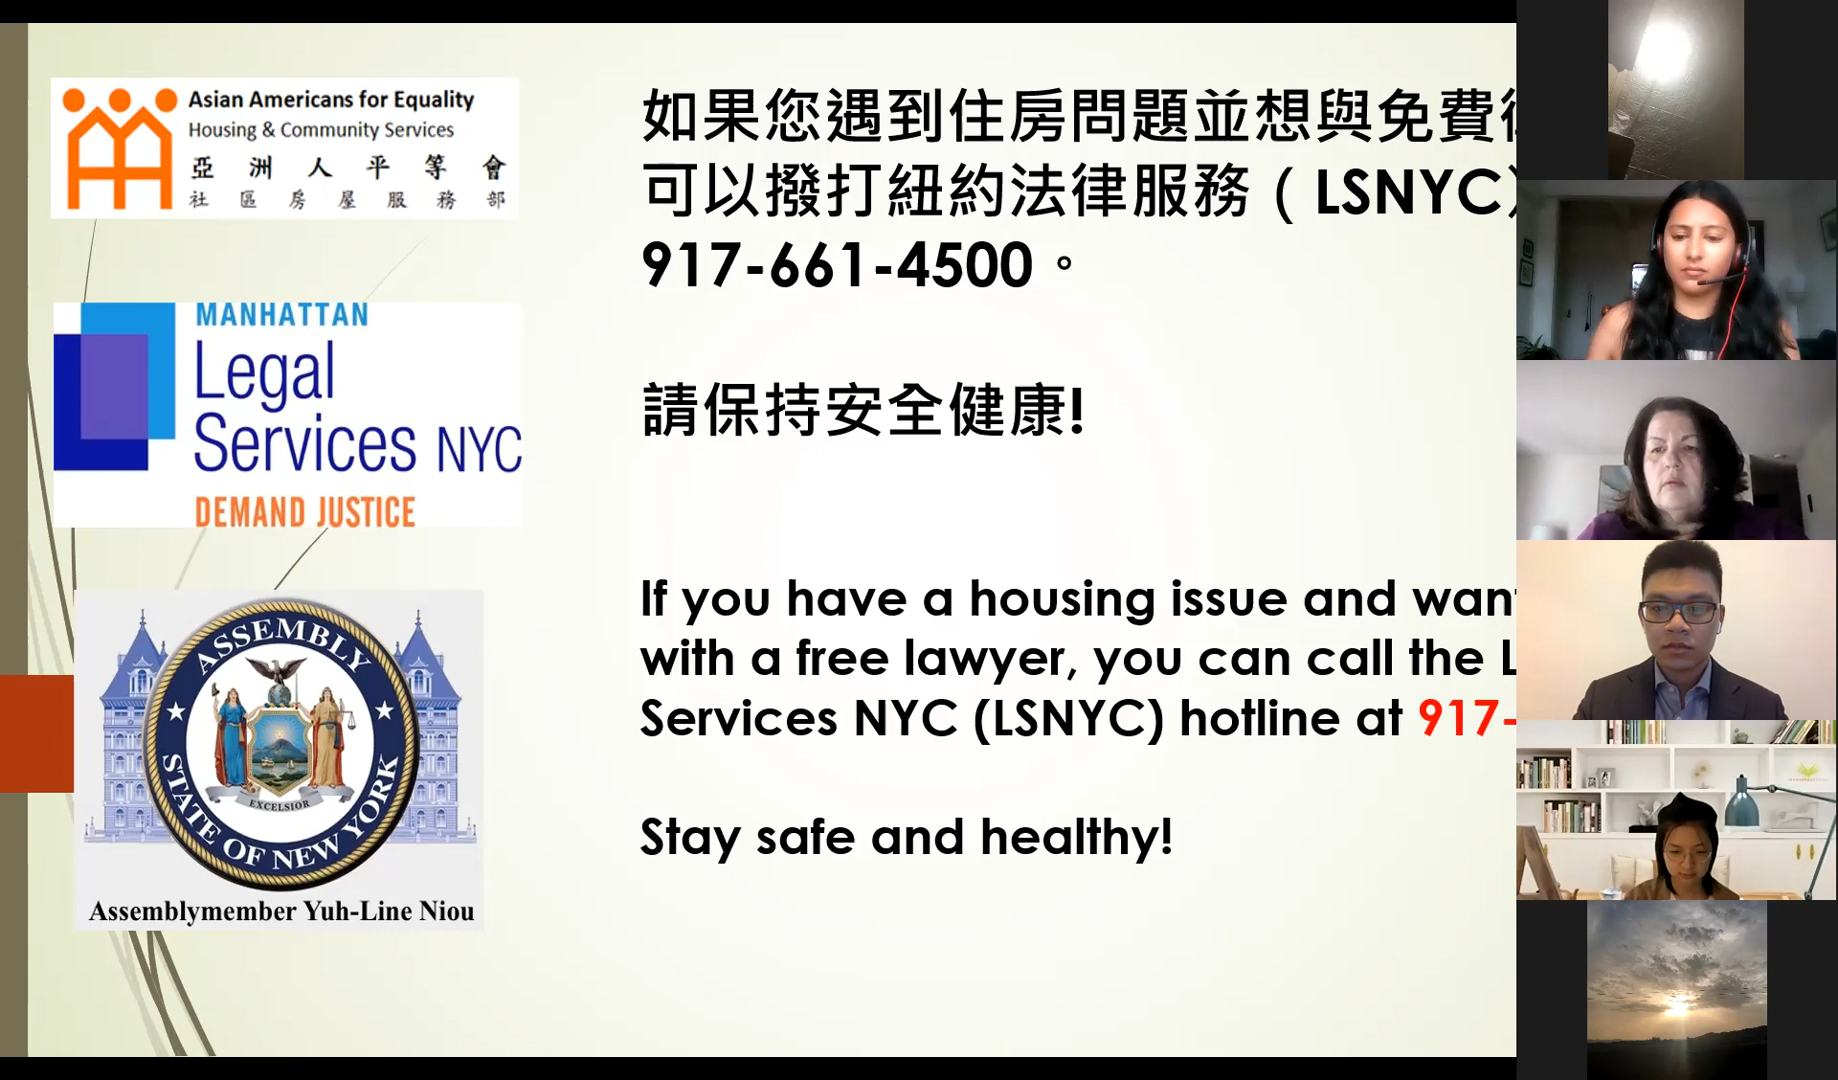 Asian Americans for Equality
Housing & Community Services
亞洲人平等會
社區房屋服務部
MANHATTAN
Legal
Services NYC
DEMAND JUSTICE
ASSEMBLY
STATE OF NEW YORK
EXCELSIOR
Assemblymember Yuh-Line Niou
如果您遇到住房問題並想與免費
可以撥打紐約法律服務（LSNYC）
917-661-4500。
請保持安全健康!
If you have a housing issue and want
with a free lawyer, you can call the L
Services NYC (LSNYC) hotline at 917-
Stay safe and healthy!